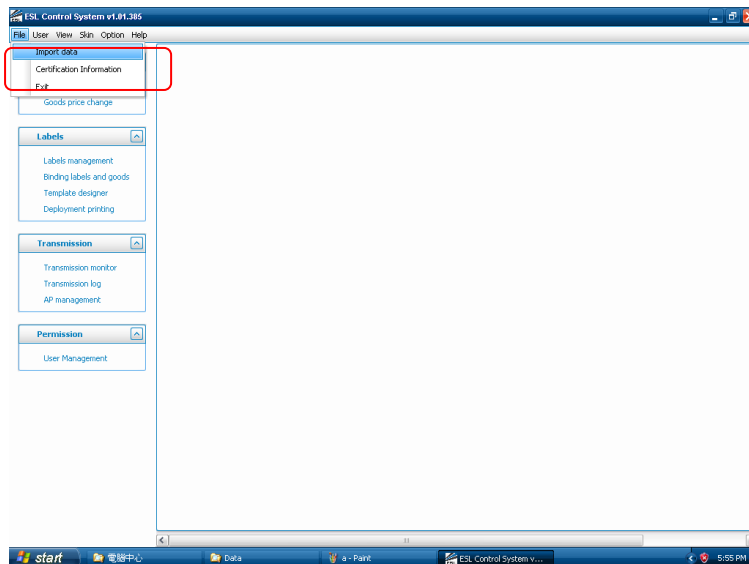 ESL Control System v1.01.385
File User View Skin Option Help
Import data
Certification Information
Exit
Goods price change
Labels
Labels management
Binding labels and goods
Template designer
Deployment printing
Transmission
Transmission monitor
Transmission log
AP management
Permission
User Management
start 電腦中心 Data a - Paint ESL Control System v... 5:55 PM